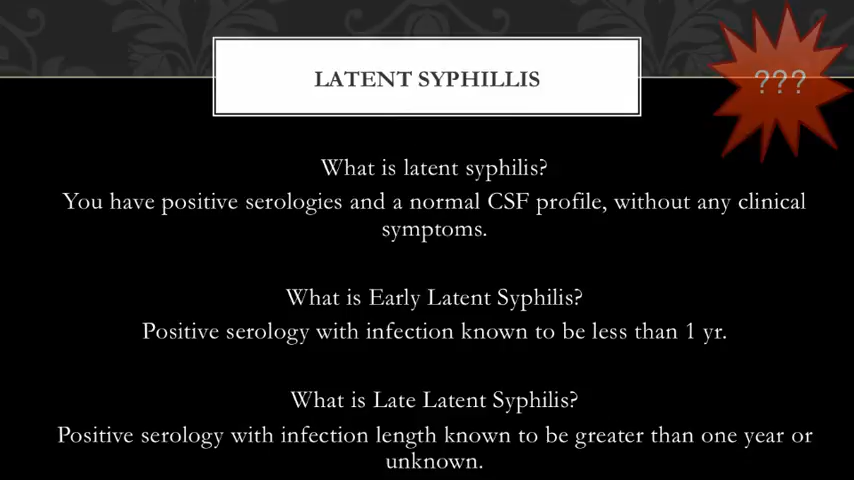 LATENT SYPHILLIS
???
What is latent syphilis?
You have positive serologies and a normal CSF profile, without any clinical
symptoms.
What is Early Latent Syphilis?
Positive serology with infection known to be less than 1 yr.
What is Late Latent Syphilis?
Positive serology with infection length known to be greater than one year or
unknown.